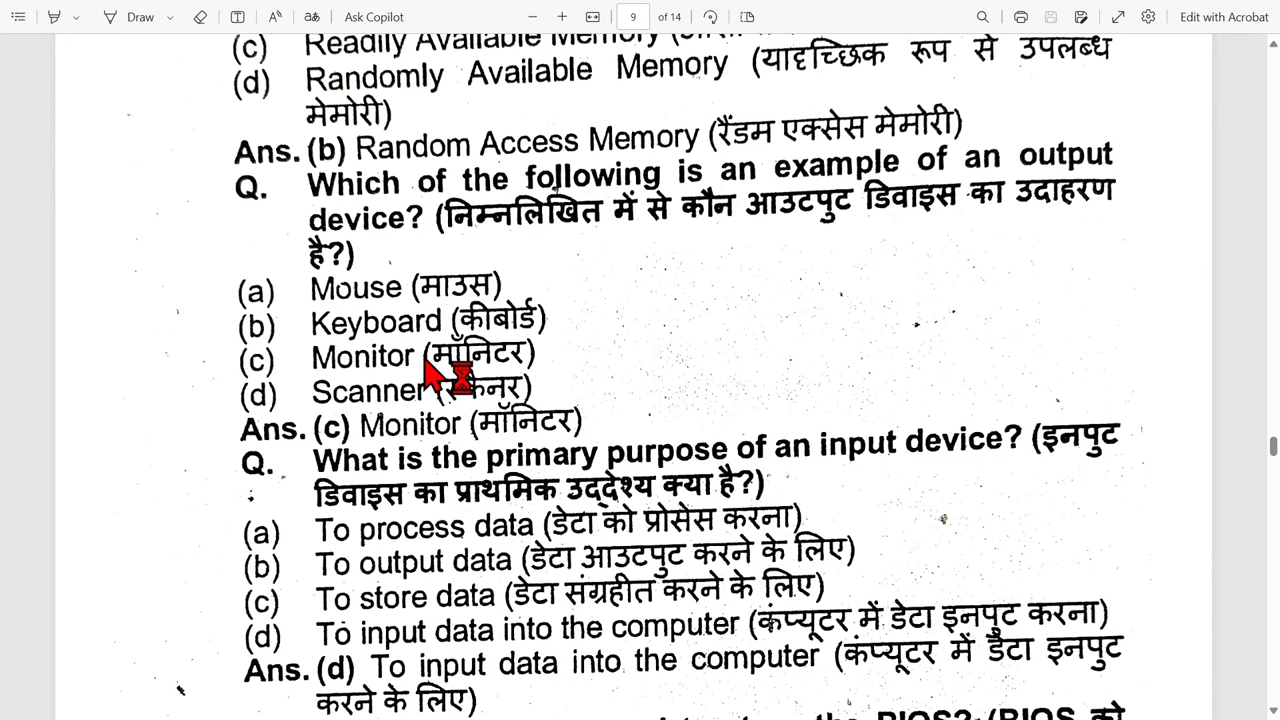 Draw
Ask Copilot
9 of 14
Edit with Acrobat
(c) Readily Available Memory
(d) Randomly Available Memory (यादृच्छिक रूप से उपलब्ध
मेमोरी)
Ans. (b) Random Access Memory (रैंडम एक्सेस मेमोरी)
Q. Which of the following is an example of an output
device? (निम्नलिखित में से कौन आउटपुट डिवाइस का उदाहरण
है?)
(a) Mouse (माउस)
(b) Keyboard (कीबोर्ड)
(c) Monitor (मॉनिटर)
(d) Scanner (स्कैनर)
Ans. (c) Monitor (मॉनिटर)
Q. What is the primary purpose of an input device? (इनपुट
डिवाइस का प्राथमिक उद्देश्य क्या है?)
(a) To process data (डेटा को प्रोसेस करना)
(b) To output data (डेटा आउटपुट करने के लिए)
(c) To store data (डेटा संग्रहीत करने के लिए)
(d) To input data into the computer (कंप्यूटर में डेटा इनपुट करना)
Ans. (d) To input data into the computer (कंप्यूटर में डेटा इनपुट
करने के लिए)
BIOS? (BIOS को